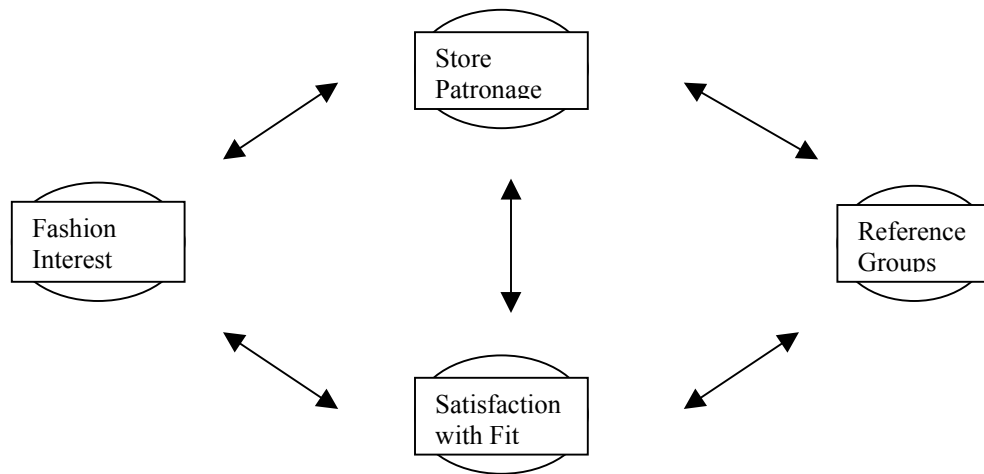 Store
Patronage
Fashion
Interest
Reference
Groups
Satisfaction
with Fit